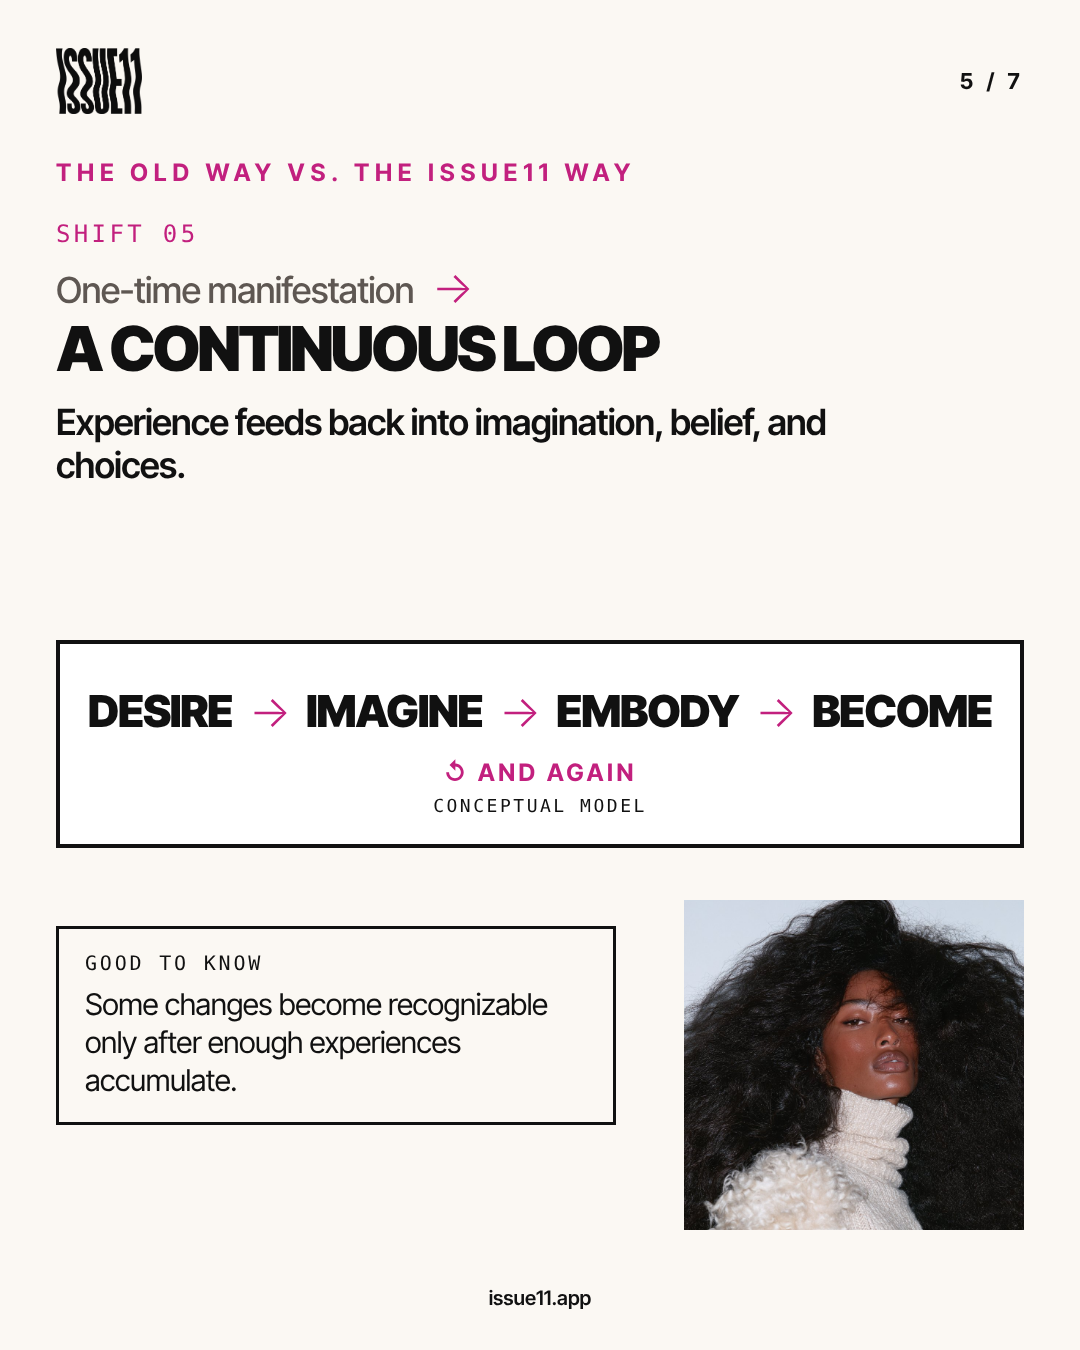 ISSUE11
5 / 7
THE OLD WAY VS. THE ISSUE11 WAY
SHIFT 05
One-time manifestation →
A CONTINUOUS LOOP
Experience feeds back into imagination, belief, and
choices.
DESIRE → IMAGINE → EMBODY → BECOME
↺ AND AGAIN
CONCEPTUAL MODEL
GOOD TO KNOW
Some changes become recognizable
only after enough experiences
accumulate.
issue11.app